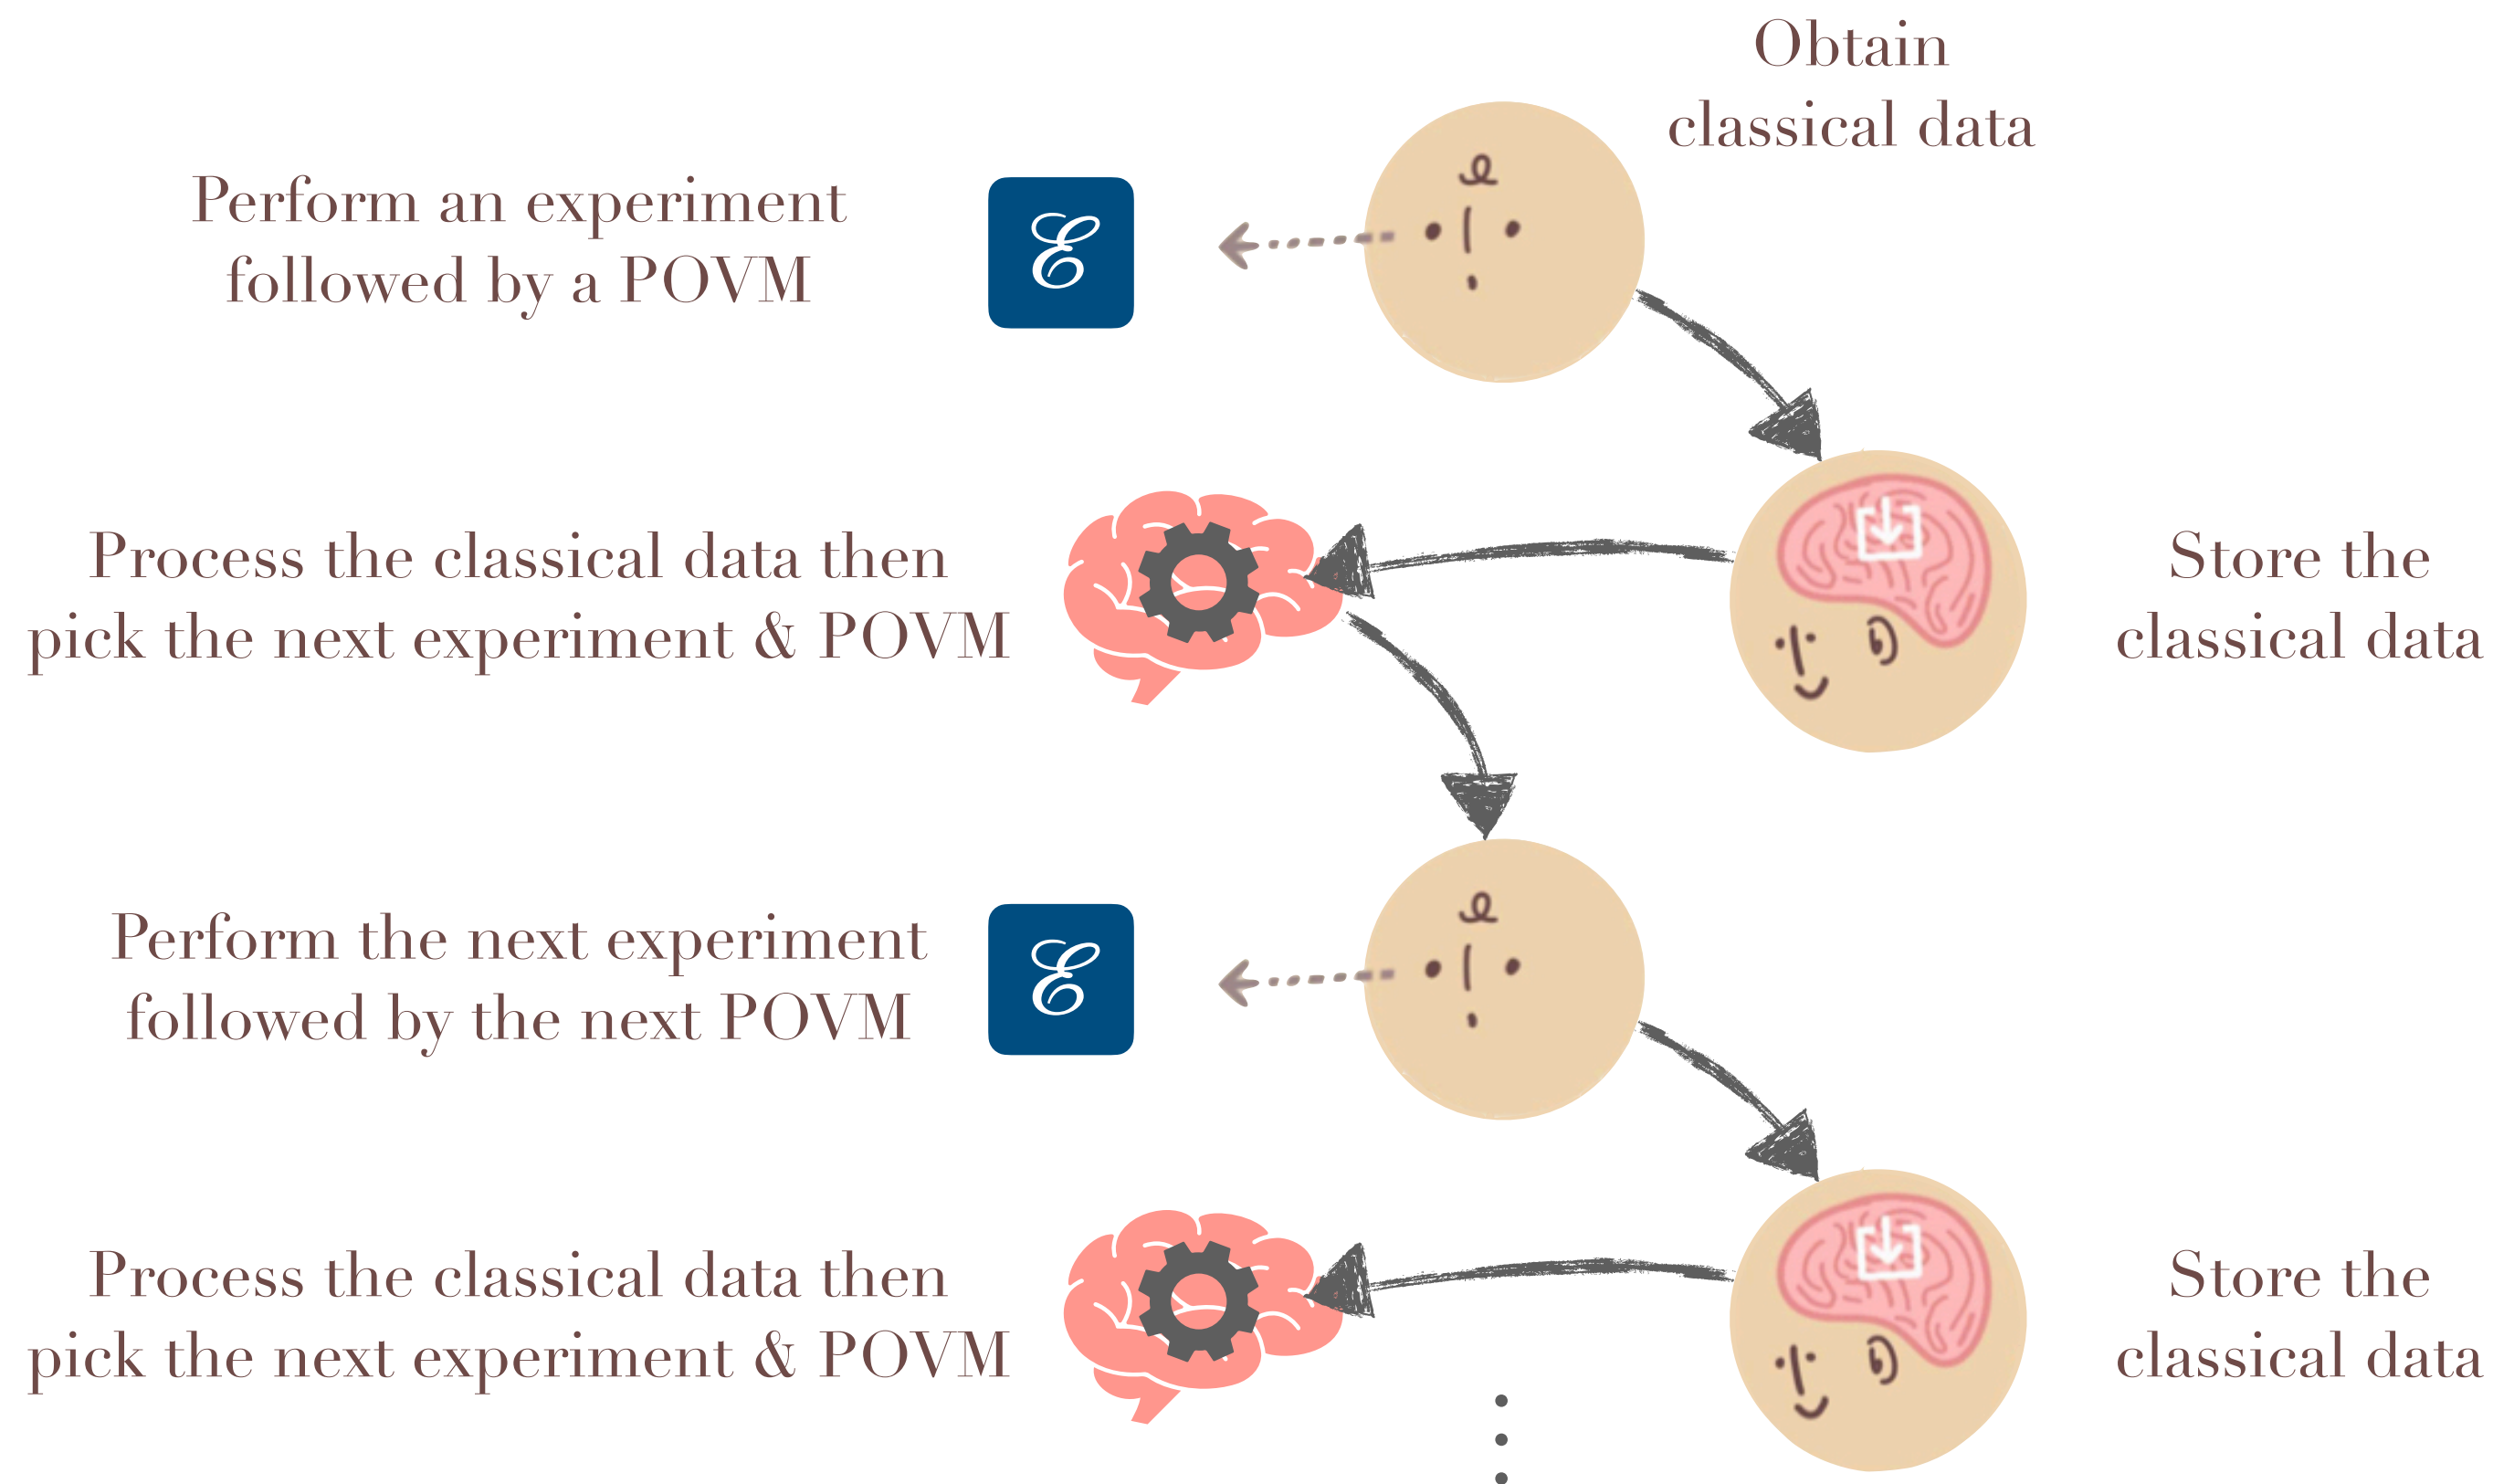 Obtain
classical data
Perform an experiment
followed by a POVM
ℰ
Process the classical data then
pick the next experiment & POVM
Store the
classical data
Perform the next experiment
followed by the next POVM
ℰ
Process the classical data then
pick the next experiment & POVM
Store the
classical data